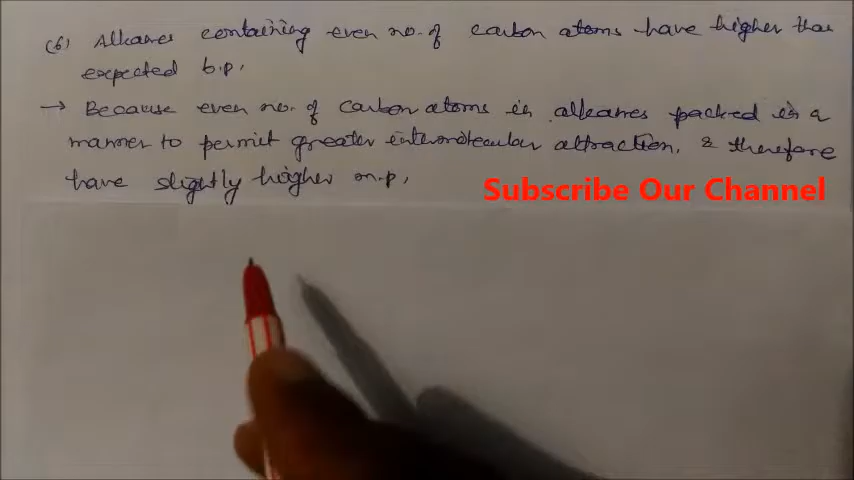 (6) Alkanes containing even no. of carbon atoms have higher than
expected b.p.
→ Because even no. of carbon atoms in alkanes packed in a
manner to permit greater intermolecular attraction, & therefore
have slightly higher m.p.
Subscribe Our Channel